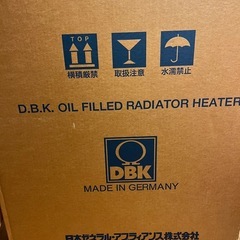 TOP
横積厳禁 取扱注意 水濡禁止
D.B.K. OIL FILLED RADIATOR HEATER
DBK
MADE IN GERMANY
日本ゼネラル・アプライアンス株式会社